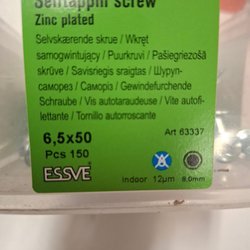 Selftappin screw
Zinc plated
Selvskærende skrue / Wkręt
samogwintujący / Puurkruvi / Pašiegriezošā
skrūve / Savisriegis sraigtas / Шуруп-
саморез / Саморіз / Gewindefurchende
Schraube / Vis autotaraudeuse / Vite autofi-
lettante / Tornillo autorroscante
Art 63337
6,5x50
Pcs 150
ESSVE
indoor 12µm 8.0mm